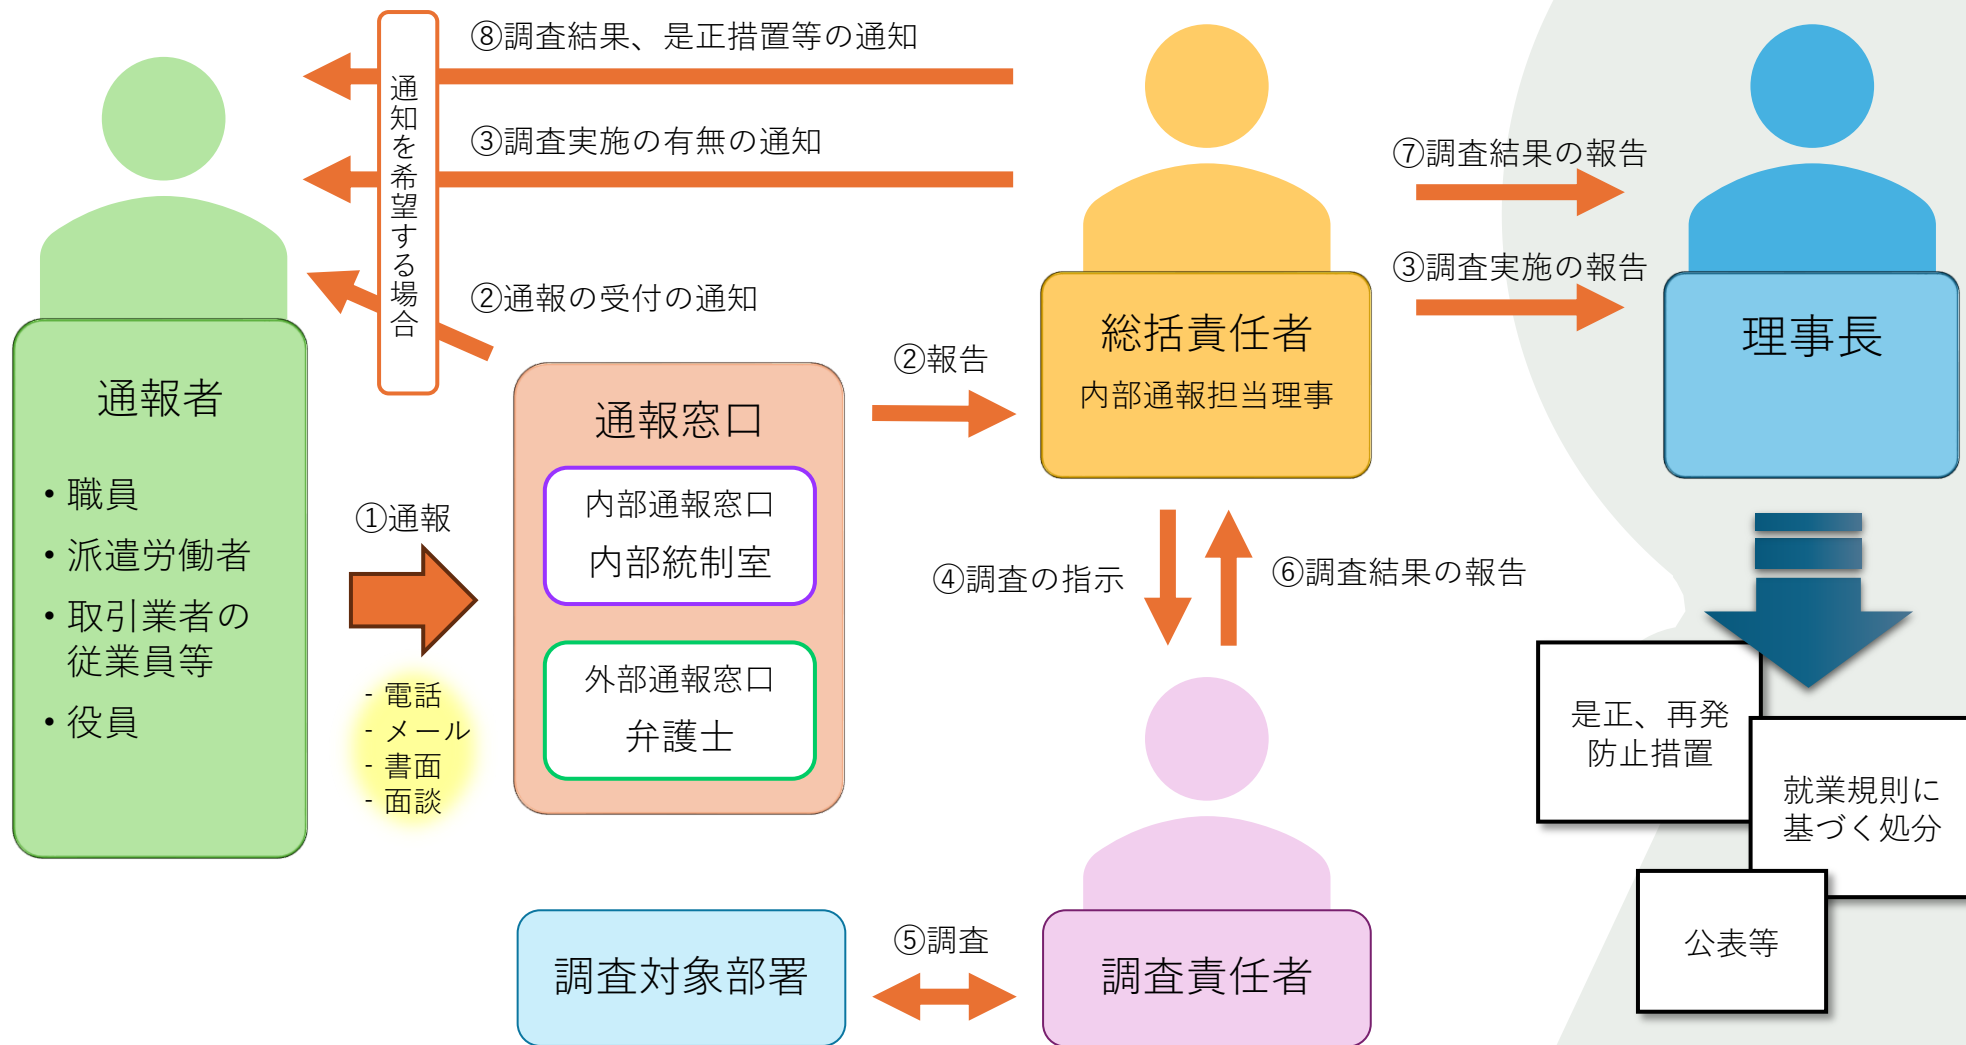 ⑧調査結果、是正措置等の通知
③調査実施の有無の通知
②通報の受付の通知
通知を希望する場合
通報者
・職員
・派遣労働者
・取引業者の
従業員等
・役員
①通報
- 電話
- メール
- 書面
- 面談
通報窓口
内部通報窓口
内部統制室
外部通報窓口
弁護士
②報告
総括責任者
内部通報担当理事
⑦調査結果の報告
③調査実施の報告
理事長
④調査の指示
⑥調査結果の報告
調査対象部署
⑤調査
調査責任者
是正、再発
防止措置
就業規則に
基づく処分
公表等